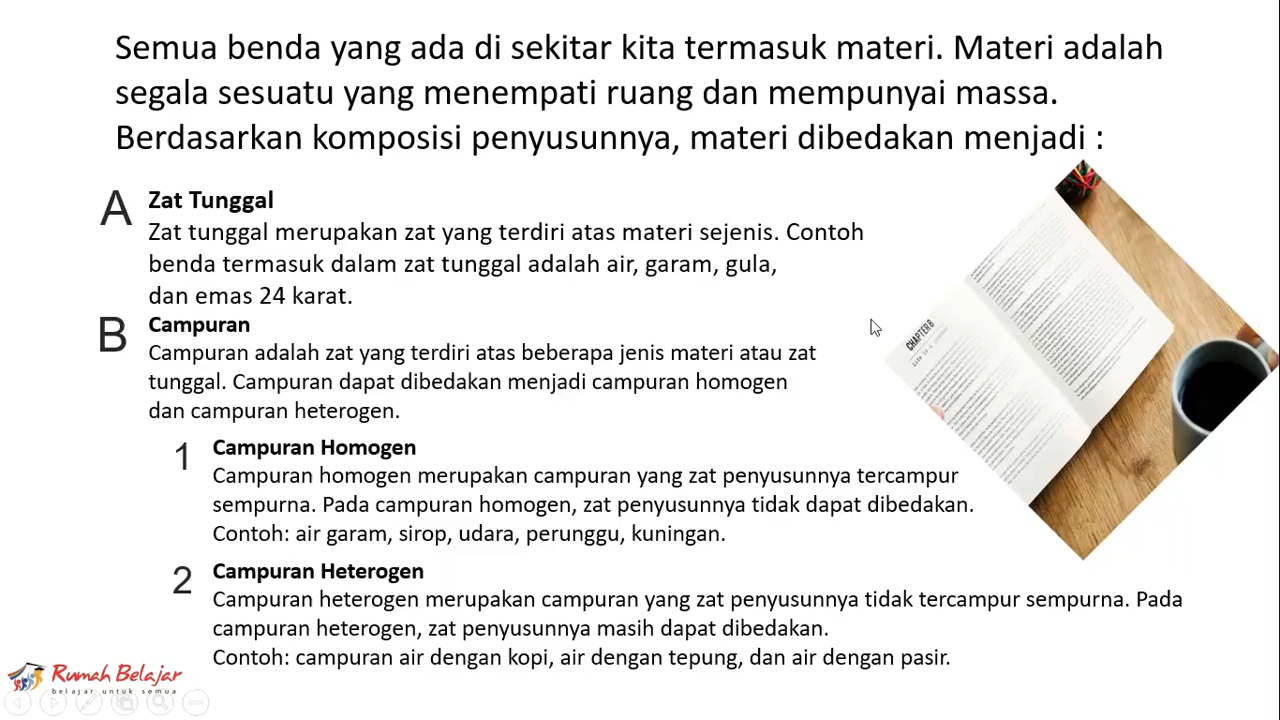 Semua benda yang ada di sekitar kita termasuk materi. Materi adalah
segala sesuatu yang menempati ruang dan mempunyai massa.
Berdasarkan komposisi penyusunnya, materi dibedakan menjadi :
A
Zat Tunggal
Zat tunggal merupakan zat yang terdiri atas materi sejenis. Contoh
benda termasuk dalam zat tunggal adalah air, garam, gula,
dan emas 24 karat.
B
Campuran
Campuran adalah zat yang terdiri atas beberapa jenis materi atau zat
tunggal. Campuran dapat dibedakan menjadi campuran homogen
dan campuran heterogen.
CHAPTER 8
1
Campuran Homogen
Campuran homogen merupakan campuran yang zat penyusunnya tercampur
sempurna. Pada campuran homogen, zat penyusunnya tidak dapat dibedakan.
Contoh: air garam, sirop, udara, perunggu, kuningan.
2
Campuran Heterogen
Campuran heterogen merupakan campuran yang zat penyusunnya tidak tercampur sempurna. Pada
campuran heterogen, zat penyusunnya masih dapat dibedakan.
Contoh: campuran air dengan kopi, air dengan tepung, dan air dengan pasir.
Rumah Belajar
belajar untuk semua